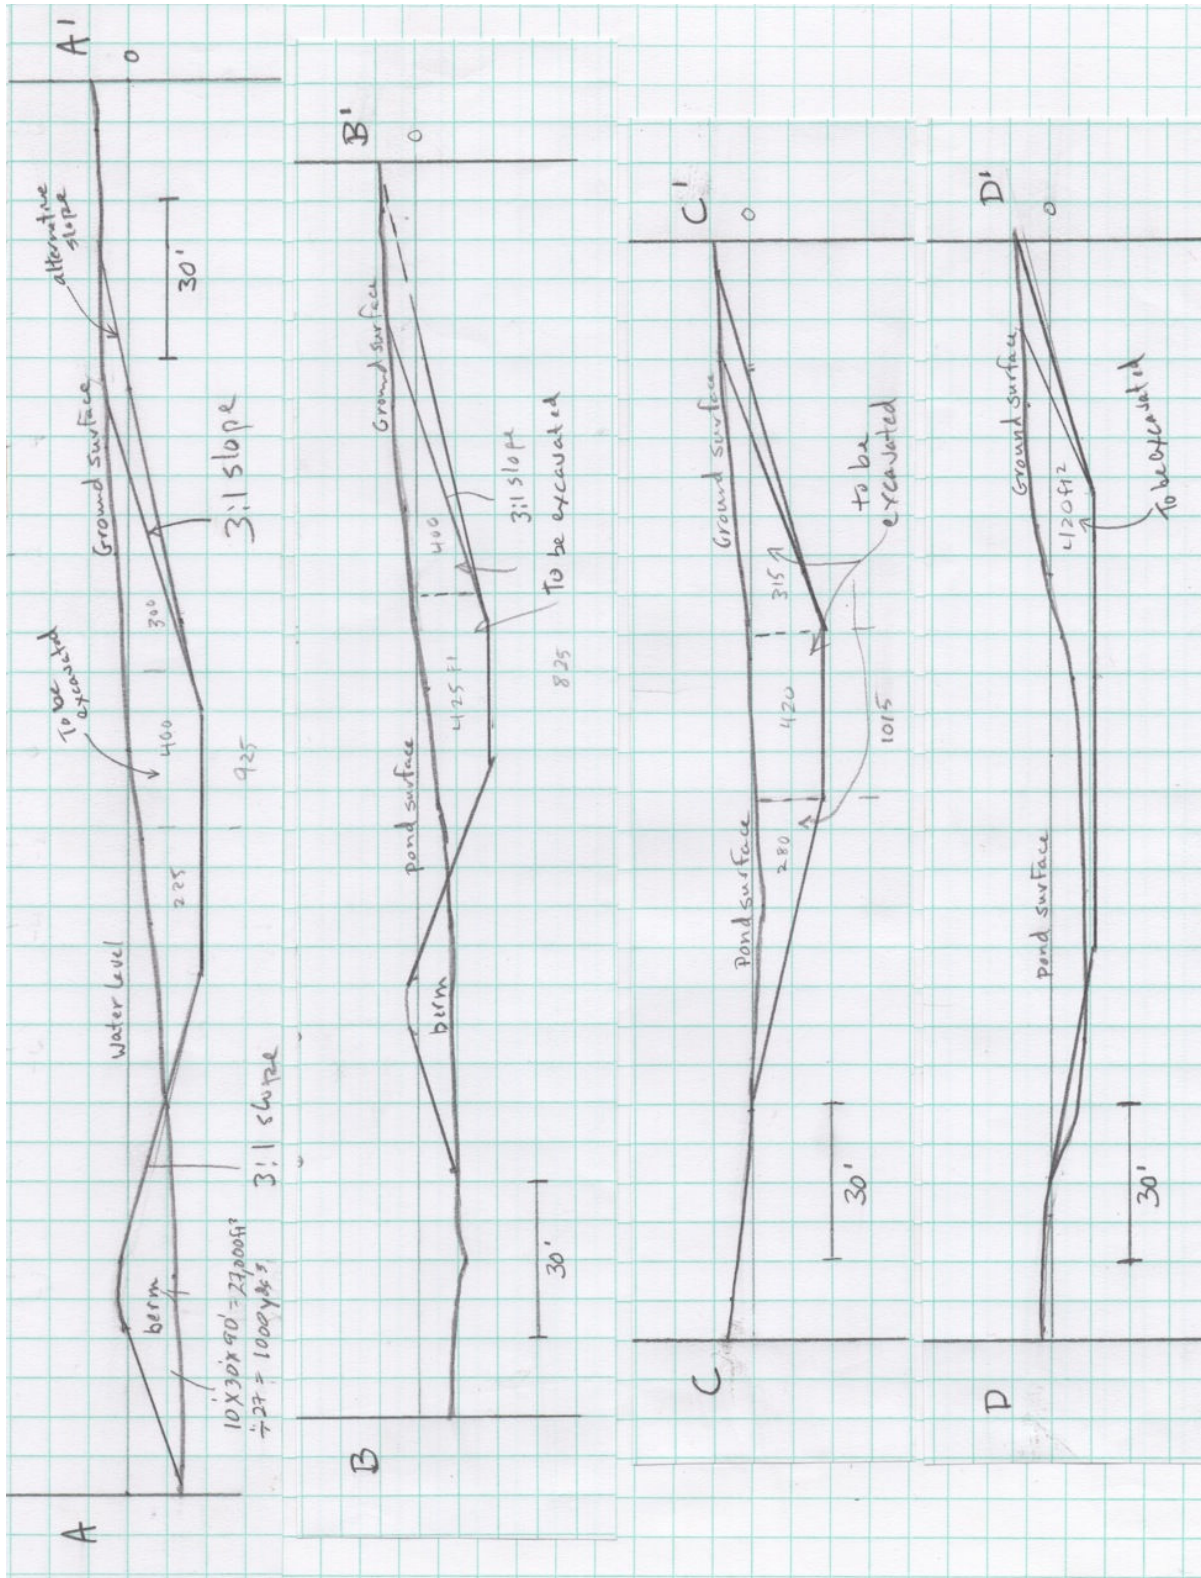 A
A'
0
alternative
slope
30'
Ground surface
3:1 slope
To be
excavated
300
400
925
225
Water Level
3:1 slope
berm
10'x30'x90'=27,000ft³
÷27= 1000yds³
B
B'
0
Ground surface
400
3:1 slope
To be excavated
425 ft
825
pond surface
berm
30'
C
C'
0
Ground surface
315
to be
excavated
420
1015
pond surface
280
30'
D
D'
0
Ground surface
420ft²
To be excavated
pond surface
30'